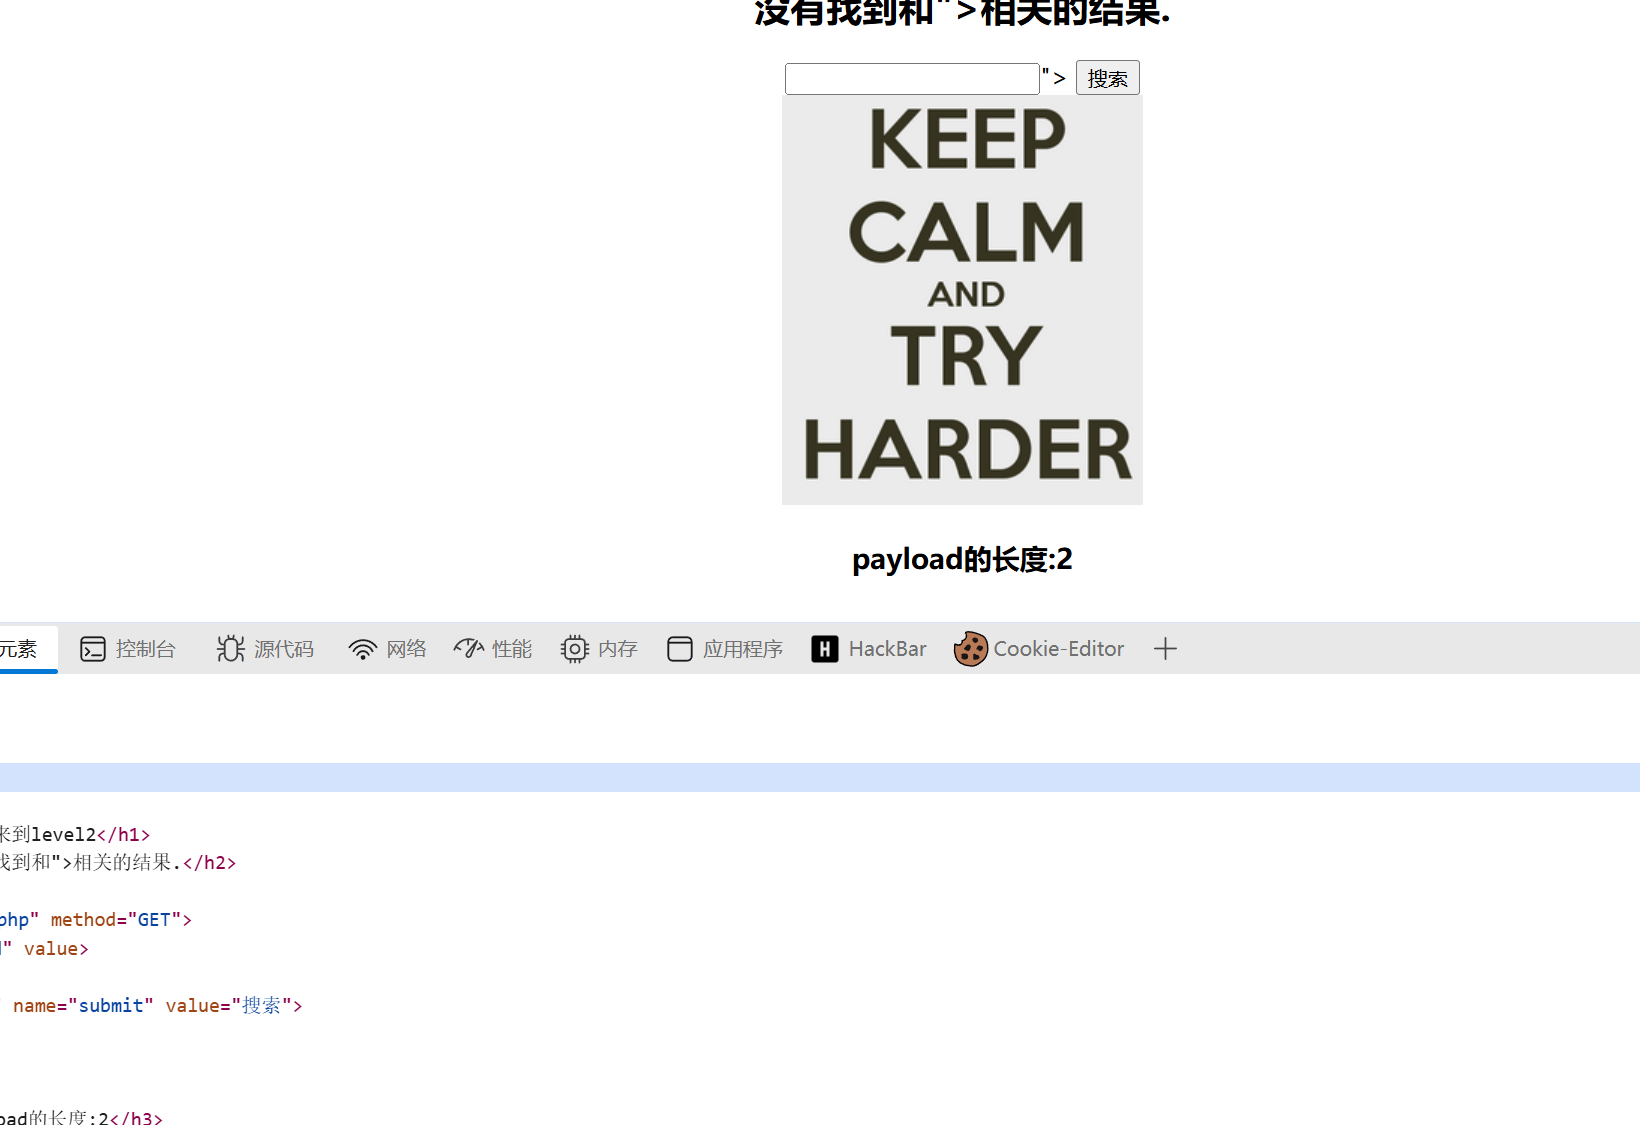 没有找到和">相关的结果.
"> 搜索
KEEP
CALM
AND
TRY
HARDER
payload的长度:2
元素 控制台 源代码 网络 性能 内存 应用程序 H HackBar Cookie-Editor
来到level2</h1>
找到和">相关的结果.</h2>
php" method="GET">
" value>
name="submit" value="搜索">
oad的长度:2</h3>